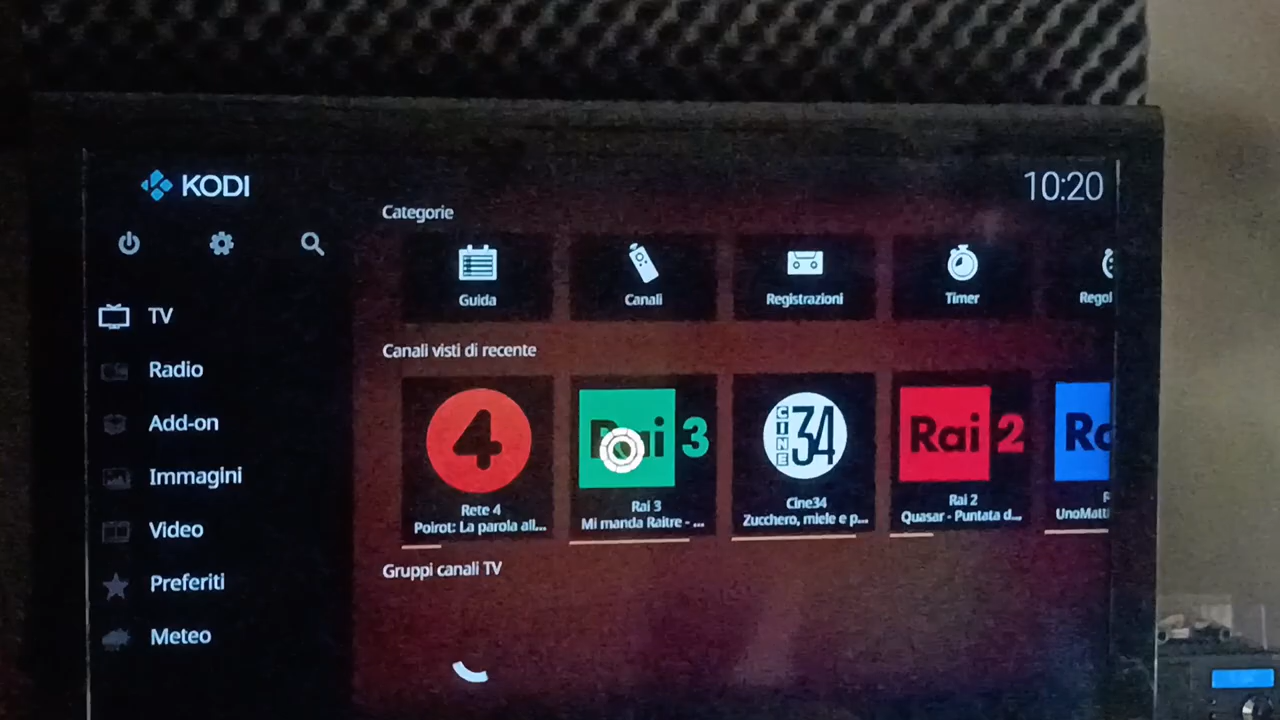 KODI
10:20
Categorie
Guida
Canali
Registrazioni
Timer
Regol
TV
Radio
Add-on
Immagini
Video
Preferiti
Meteo
Canali visti di recente
4
Rete 4
Poirot: La parola all...
Rai 3
Rai 3
Mi manda Raitre - ...
CINE 34
Cine34
Zucchero, miele e p...
Rai 2
Rai 2
Quasar - Puntata d...
UnoMatti
Gruppi canali TV